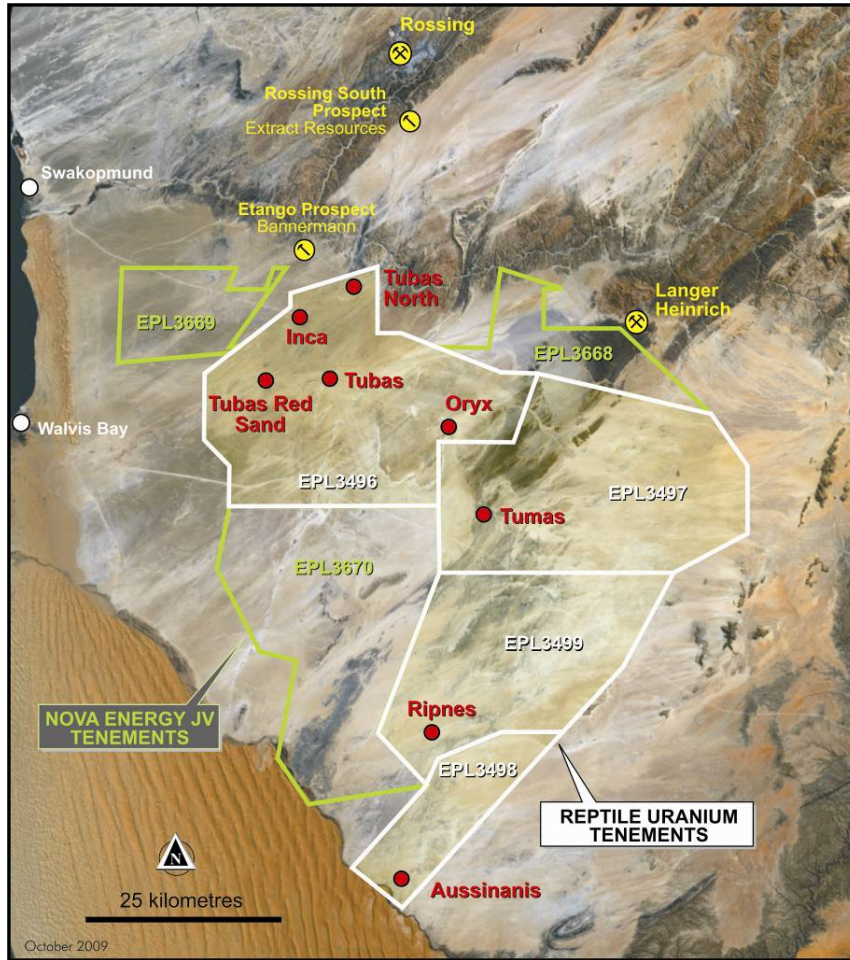 Rossing
Rossing South
Prospect
Extract Resources
Swakopmund
Etango Prospect
Bannermann
Tubas
North
Langer
Heinrich
EPL3669
Inca
EPL3668
Tubas
Tubas Red
Sand
Oryx
Walvis Bay
EPL3496
EPL3497
Tumas
EPL3670
EPL3499
NOVA ENERGY JV
TENEMENTS
Ripnes
EPL3498
REPTILE URANIUM
TENEMENTS
N
25 kilometres
Aussinanis
October 2009